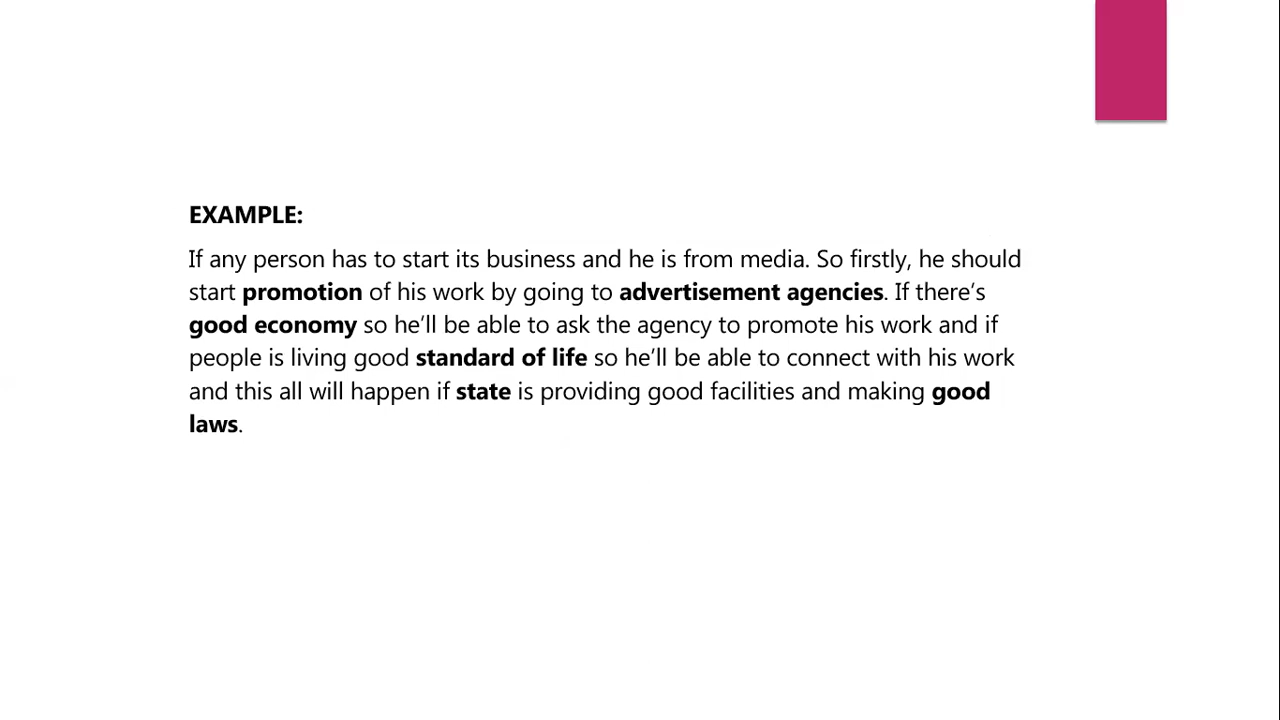 EXAMPLE:
If any person has to start its business and he is from media. So firstly, he should
start promotion of his work by going to advertisement agencies. If there’s
good economy so he’ll be able to ask the agency to promote his work and if
people is living good standard of life so he’ll be able to connect with his work
and this all will happen if state is providing good facilities and making good
laws.